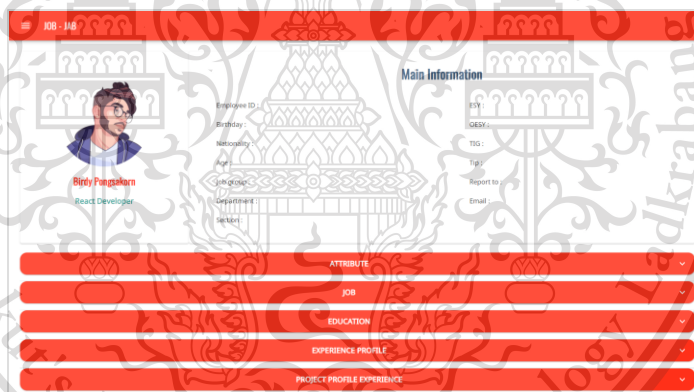 JOB - JAB
Main Information
Employee ID :
Birthday :
Nationality :
Age :
Job group :
Department :
Section :
ESY :
OESY :
TIG :
Tip :
Report to :
Email :
Birdy Pongsakorn
React Developer
ATTRIBUTE
JOB
EDUCATION
EXPERIENCE PROFILE
PROJECT PROFILE EXPERIENCE
Ladkrabang